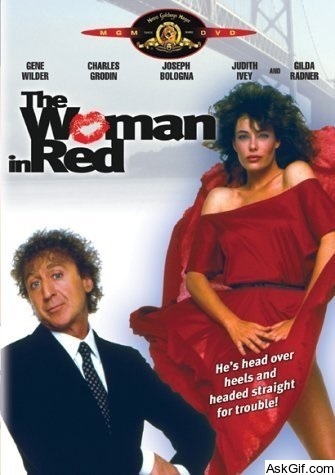 MGM DVD
GENE WILDER
CHARLES GRODIN
JOSEPH BOLOGNA
JUDITH IVEY
AND
GILDA RADNER
The
Woman
in Red
He's head over
heels and
headed straight
for trouble!
AskGif.com